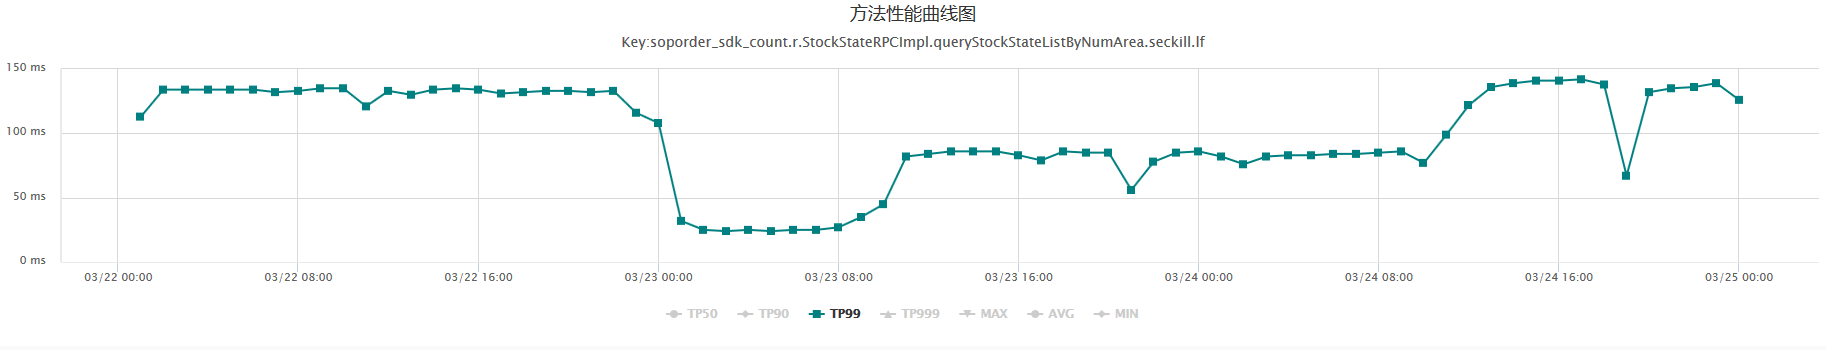 方法性能曲线图
Key:soporder_sdk_count.r.StockStateRPCImpl.queryStockStateListByNumArea.seckill.lf
150 ms
100 ms
50 ms
0 ms
03/22 00:00 03/22 08:00 03/22 16:00 03/23 00:00 03/23 08:00 03/23 16:00 03/24 00:00 03/24 08:00 03/24 16:00 03/25 00:00
TP50 TP90 TP99 TP999 MAX AVG MIN